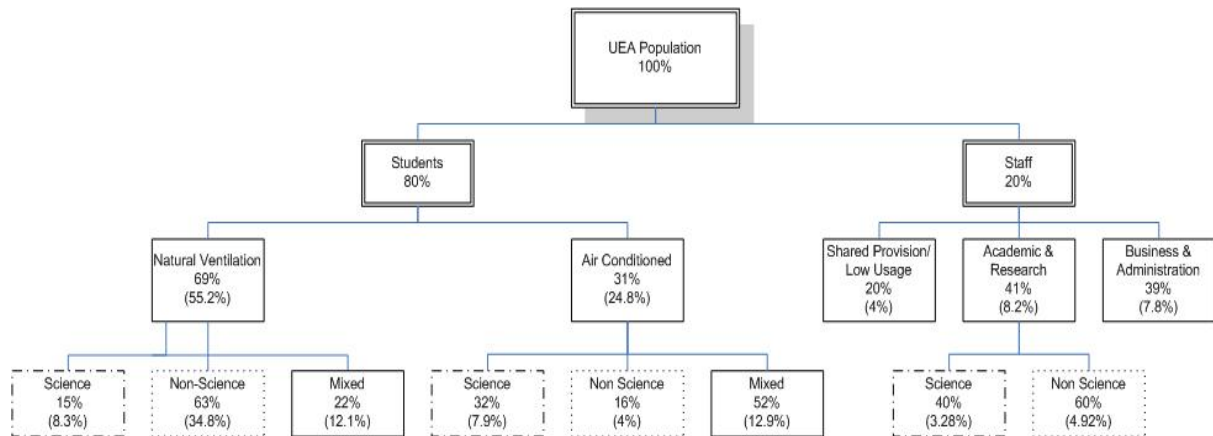 UEA Population
100%
Students
80%
Staff
20%
Natural Ventilation
69%
(55.2%)
Air Conditioned
31%
(24.8%)
Shared Provision/
Low Usage
20%
(4%)
Academic &
Research
41%
(8.2%)
Business &
Administration
39%
(7.8%)
Science
15%
(8.3%)
Non-Science
63%
(34.8%)
Mixed
22%
(12.1%)
Science
32%
(7.9%)
Non Science
16%
(4%)
Mixed
52%
(12.9%)
Science
40%
(3.28%)
Non Science
60%
(4.92%)